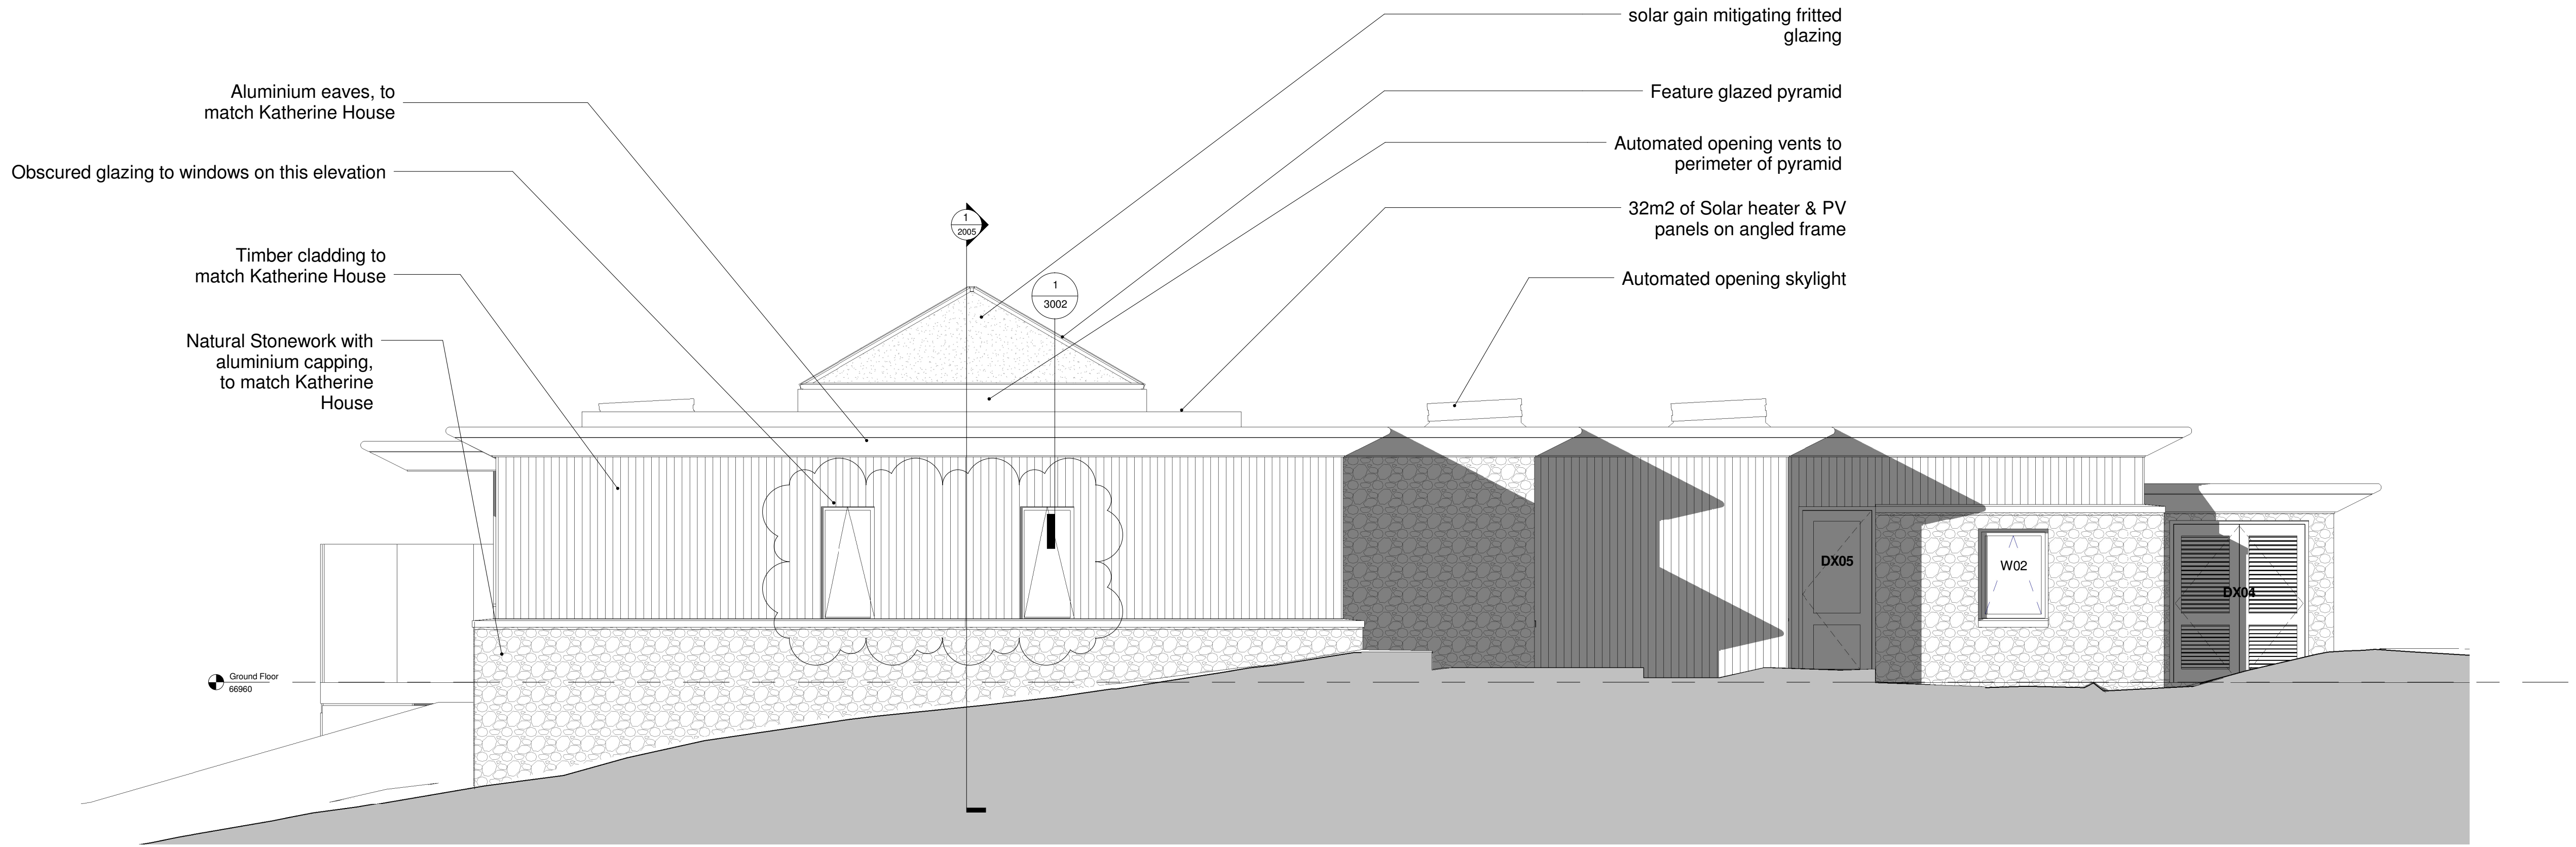 solar gain mitigating fritted
glazing
Aluminium eaves, to
match Katherine House
Feature glazed pyramid
Automated opening vents to
perimeter of pyramid
Obscured glazing to windows on this elevation
32m2 of Solar heater & PV
panels on angled frame
1
2005
Timber cladding to
match Katherine House
Automated opening skylight
1
3002
Natural Stonework with
aluminium capping,
to match Katherine
House
DX05
W02
DX04
Ground Floor
66960